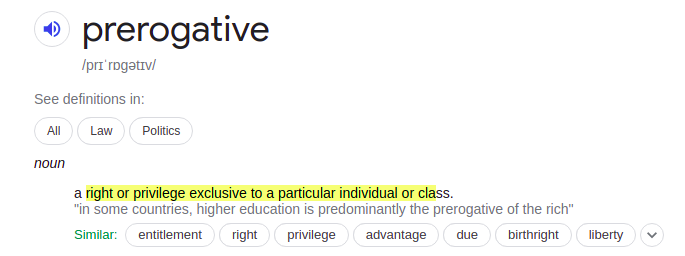 prerogative
/prɪˈrɒɡətɪv/
See definitions in:
All Law Politics
noun
a right or privilege exclusive to a particular individual or class.
"in some countries, higher education is predominantly the prerogative of the rich"
Similar: entitlement right privilege advantage due birthright liberty